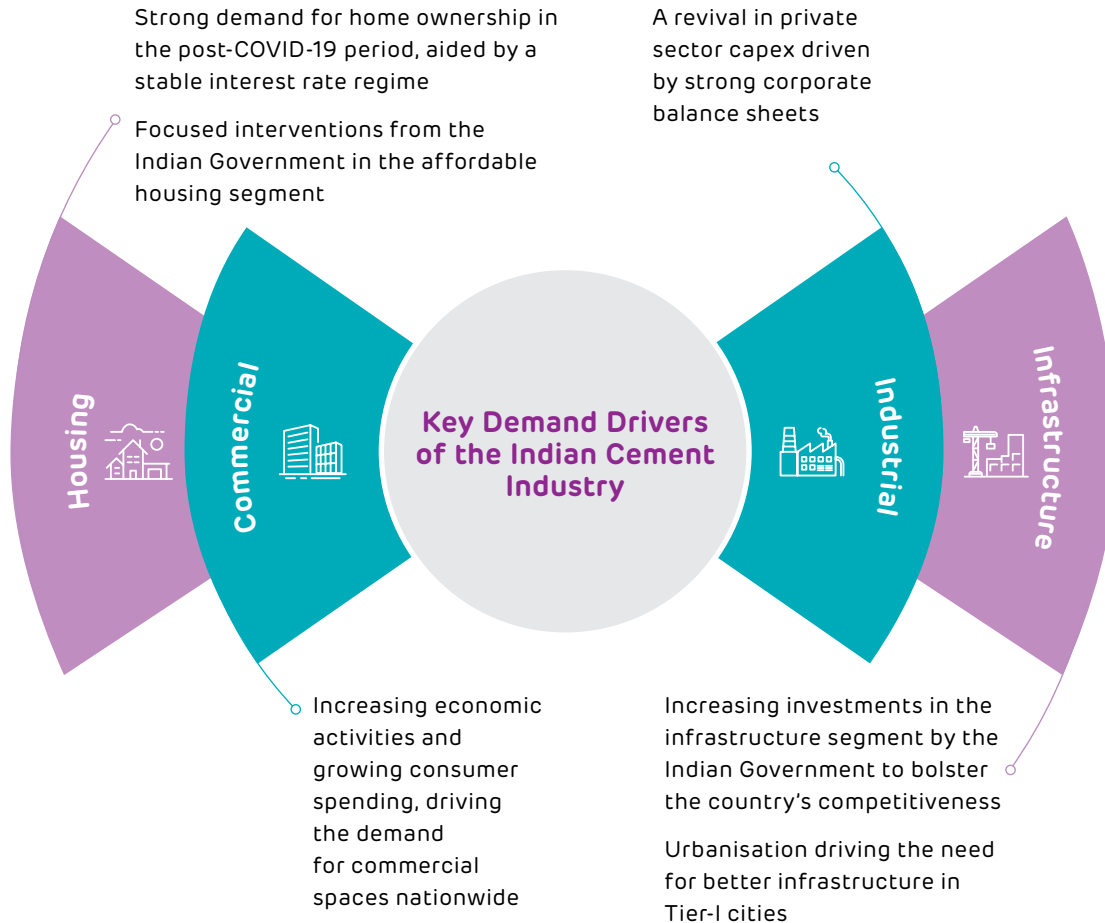 Strong demand for home ownership in
the post-COVID-19 period, aided by a
stable interest rate regime
Focused interventions from the
Indian Government in the affordable
housing segment
A revival in private
sector capex driven
by strong corporate
balance sheets
Housing
Commercial
Key Demand Drivers
of the Indian Cement
Industry
Industrial
Infrastructure
Increasing economic
activities and
growing consumer
spending, driving
the demand
for commercial
spaces nationwide
Increasing investments in the
infrastructure segment by the
Indian Government to bolster
the country's competitiveness
Urbanisation driving the need
for better infrastructure in
Tier-I cities